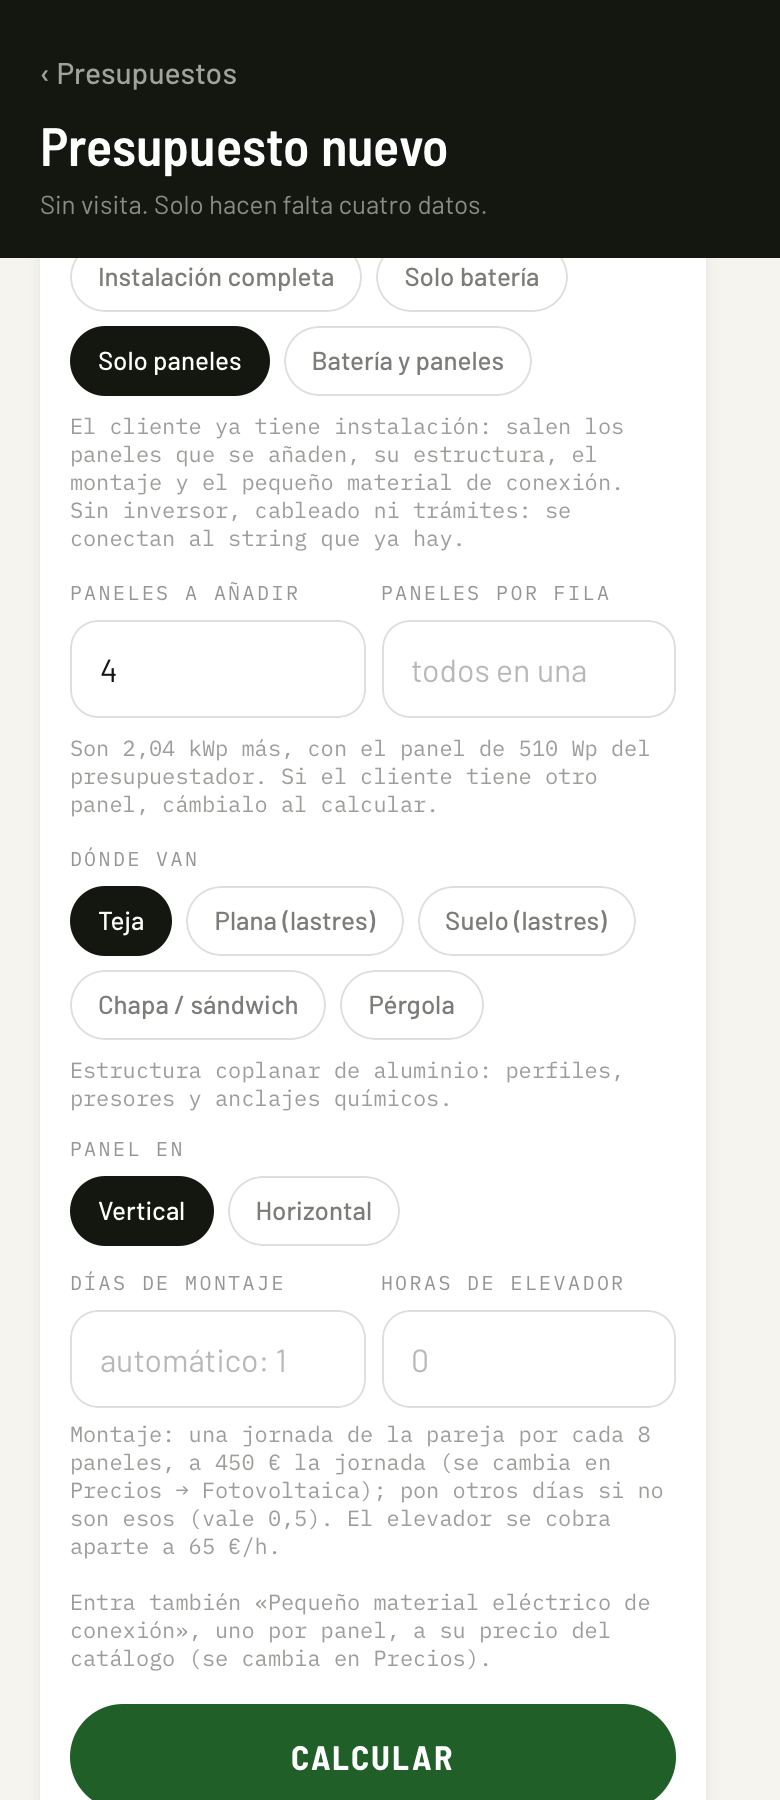 ‹ Presupuestos
Presupuesto nuevo
Sin visita. Solo hacen falta cuatro datos.
Instalación completa
Solo batería
Solo paneles
Batería y paneles
El cliente ya tiene instalación: salen los
paneles que se añaden, su estructura, el
montaje y el pequeño material de conexión.
Sin inversor, cableado ni trámites: se
conectan al string que ya hay.
PANELES A AÑADIR
PANELES POR FILA
4
todos en una
Son 2,04 kWp más, con el panel de 510 Wp del
presupuestador. Si el cliente tiene otro
panel, cámbialo al calcular.
DÓNDE VAN
Teja
Plana (lastres)
Suelo (lastres)
Chapa / sándwich
Pérgola
Estructura coplanar de aluminio: perfiles,
presores y anclajes químicos.
PANEL EN
Vertical
Horizontal
DÍAS DE MONTAJE
HORAS DE ELEVADOR
automático: 1
0
Montaje: una jornada de la pareja por cada 8
paneles, a 450 € la jornada (se cambia en
Precios → Fotovoltaica); pon otros días si no
son esos (vale 0,5). El elevador se cobra
aparte a 65 €/h.
Entra también «Pequeño material eléctrico de
conexión», uno por panel, a su precio del
catálogo (se cambia en Precios).
CALCULAR